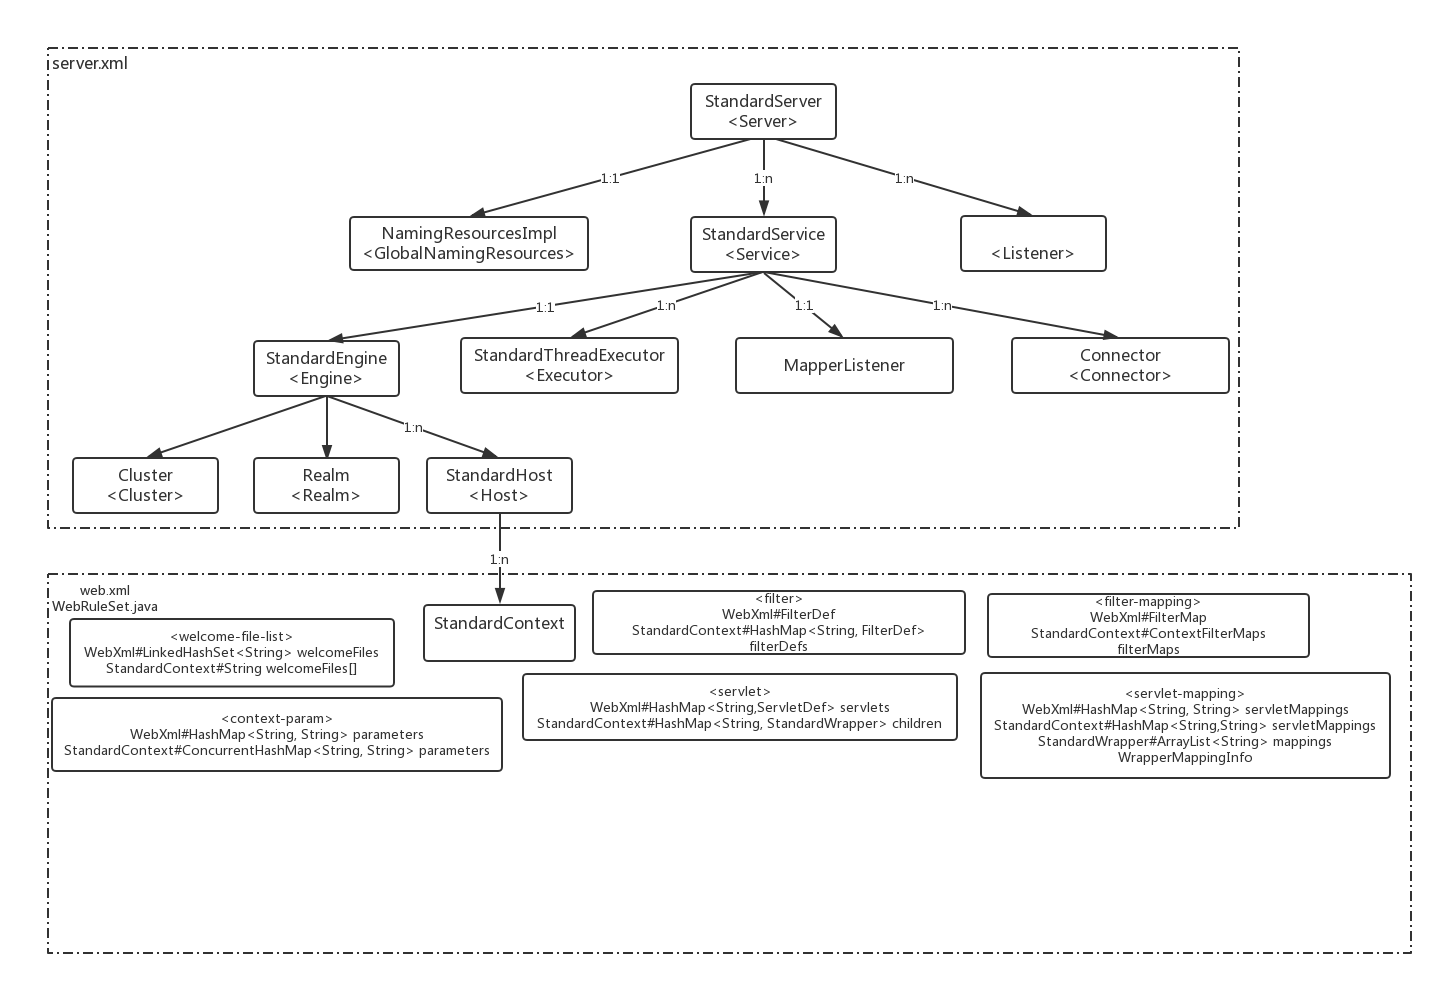 server.xml
StandardServer
<Server>
1:1
1:n
1:n
NamingResourcesImpl
<GlobalNamingResources>
StandardService
<Service>
<Listener>
1:1
1:n
1:1
1:n
StandardEngine
<Engine>
StandardThreadExecutor
<Executor>
MapperListener
Connector
<Connector>
1:n
Cluster
<Cluster>
Realm
<Realm>
StandardHost
<Host>
1:n
web.xml
WebRuleSet.java
StandardContext
<filter>
WebXml#FilterDef
StandardContext#HashMap<String, FilterDef>
filterDefs
<filter-mapping>
WebXml#FilterMap
StandardContext#ContextFilterMaps
filterMaps
<welcome-file-list>
WebXml#LinkedHashSet<String> welcomeFiles
StandardContext#String welcomeFiles[]
<context-param>
WebXml#HashMap<String, String> parameters
StandardContext#ConcurrentHashMap<String, String> parameters
<servlet>
WebXml#HashMap<String,ServletDef> servlets
StandardContext#HashMap<String, StandardWrapper> children
<servlet-mapping>
WebXml#HashMap<String, String> servletMappings
StandardContext#HashMap<String,String> servletMappings
StandardWrapper#ArrayList<String> mappings
WrapperMappingInfo